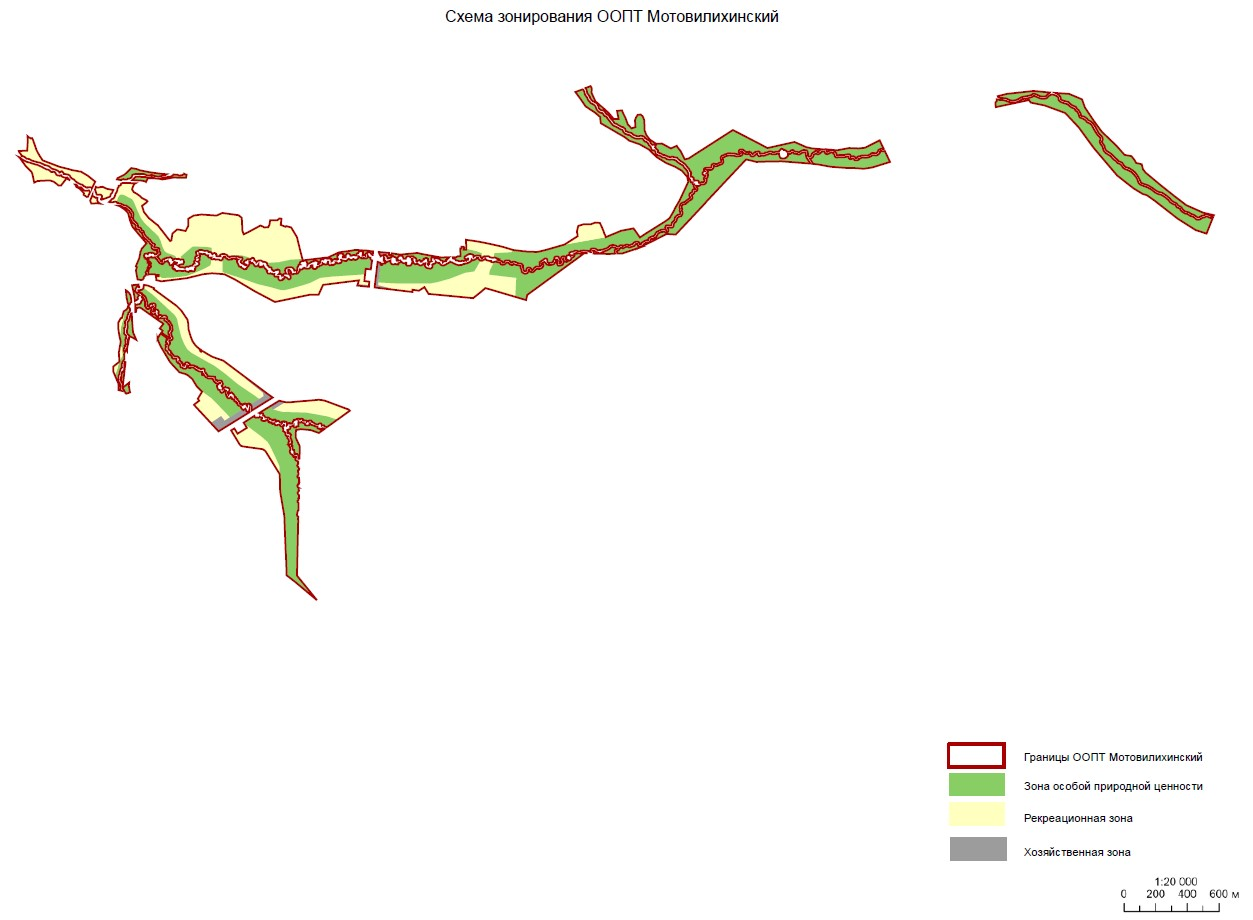 Схема зонирования ООПТ Мотовилихинский
Границы ООПТ Мотовилихинский
Зона особой природной ценности
Рекреационная зона
Хозяйственная зона
1:20 000
0 200 400 600 м